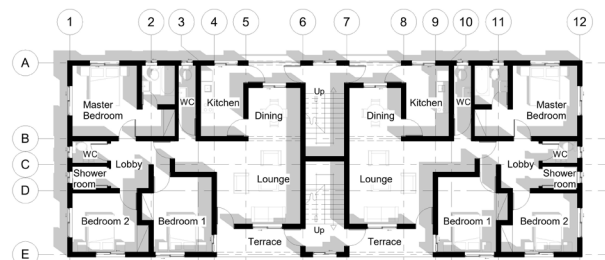 1 2 3 4 5 6 7 8 9 10 11 12
A
WC Kitchen Up Kitchen WC
Master Bedroom Dining Dining Master Bedroom
B
WC Lobby Lobby WC
C
Shower room Lounge Lounge Shower room
D
Bedroom 2 Bedroom 1 Up Bedroom 1 Bedroom 2
Terrace Terrace
E